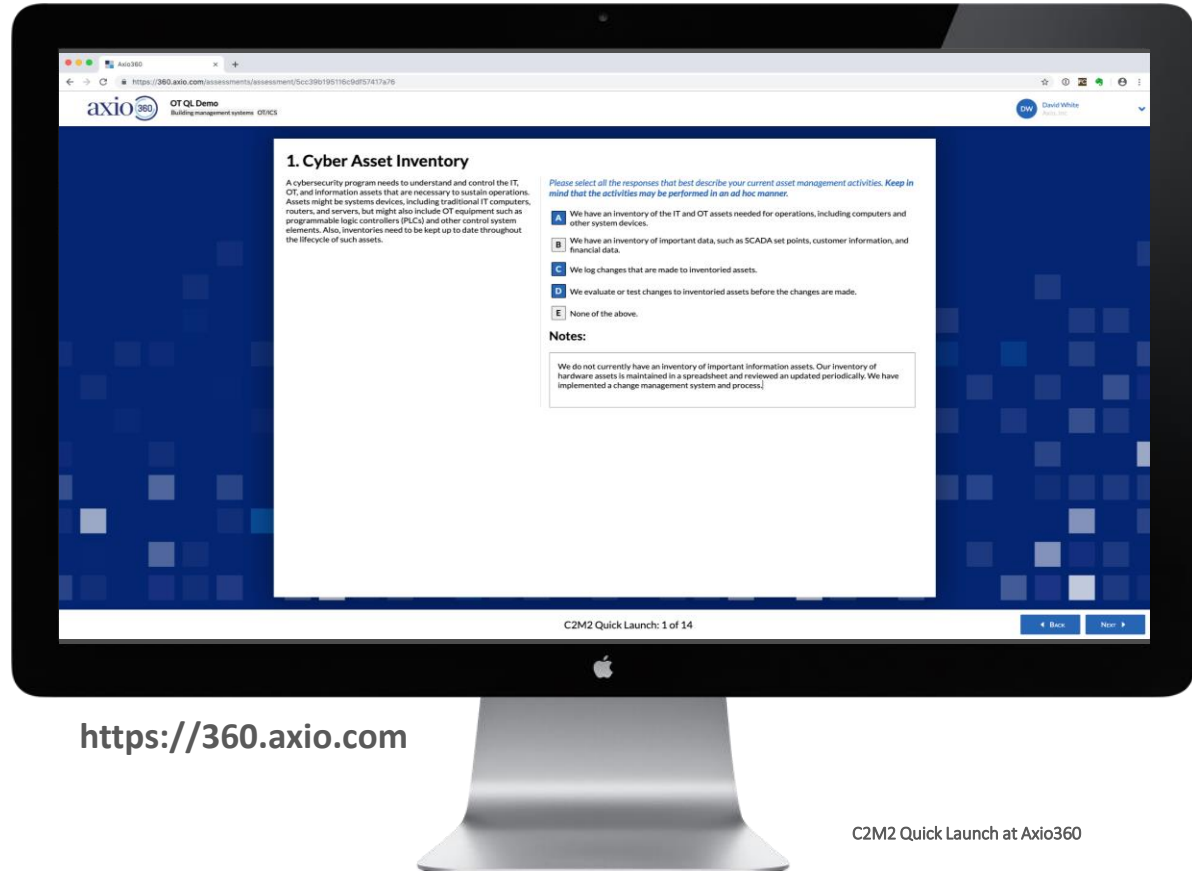 Axio360
https://360.axio.com/assessments/assessment/5cc39b195116c9df57417a76
axio 360
OT QL Demo
Building management systems OT/ICS
DW
David White
Axio, Inc
1. Cyber Asset Inventory
A cybersecurity program needs to understand and control the IT,
OT, and information assets that are necessary to sustain operations.
Assets might be systems devices, including traditional IT computers,
routers, and servers, but might also include OT equipment such as
programmable logic controllers (PLCs) and other control system
elements. Also, inventories need to be kept up to date throughout
the lifecycle of such assets.
Please select all the responses that best describe your current asset management activities. Keep in
mind that the activities may be performed in an ad hoc manner.
A We have an inventory of the IT and OT assets needed for operations, including computers and
other system devices.
B We have an inventory of important data, such as SCADA set points, customer information, and
financial data.
C We log changes that are made to inventoried assets.
D We evaluate or test changes to inventoried assets before the changes are made.
E None of the above.
Notes:
We do not currently have an inventory of important information assets. Our inventory of
hardware assets is maintained in a spreadsheet and reviewed an updated periodically. We have
implemented a change management system and process.
C2M2 Quick Launch: 1 of 14
Back
Next
https://360.axio.com
C2M2 Quick Launch at Axio360